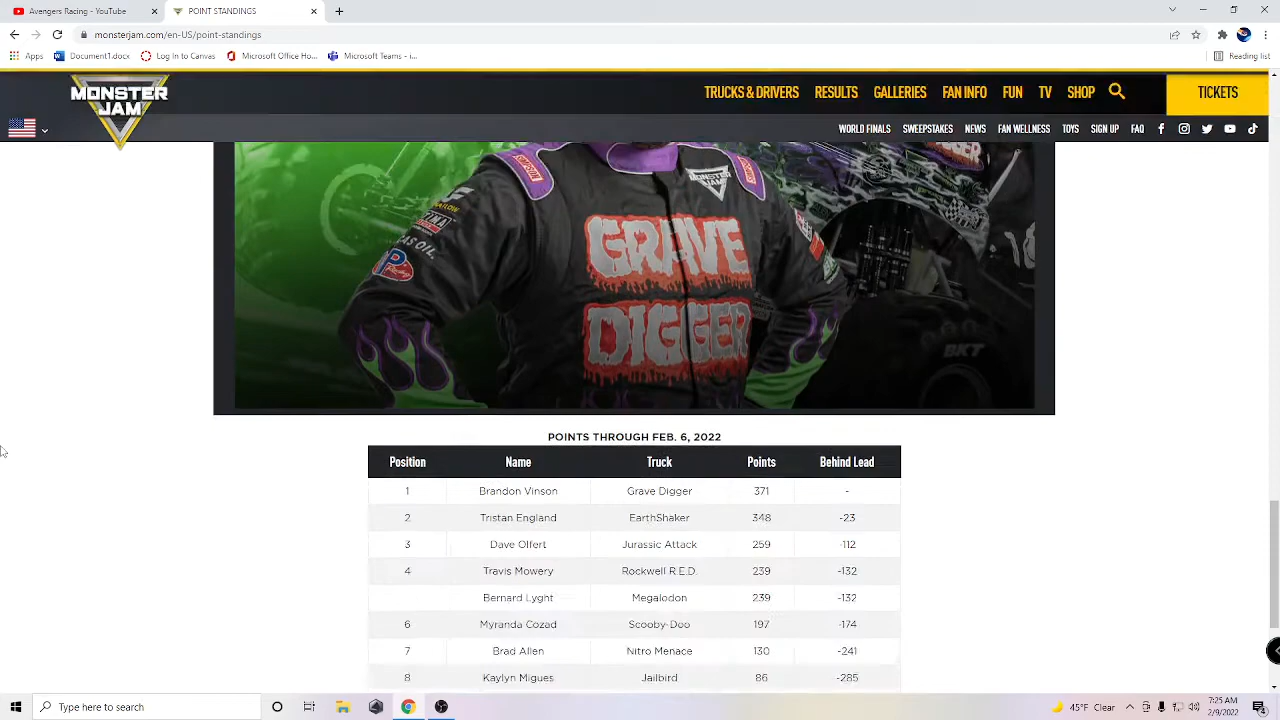 Avengers Racing - YouTube
POINT STANDINGS
monsterjam.com/en-US/point-standings
Apps
Document1.docx
Log In to Canvas
Microsoft Office Ho...
Microsoft Teams - i...
Reading list
MONSTER JAM
TRUCKS & DRIVERS RESULTS GALLERIES FAN INFO FUN TV SHOP
TICKETS
WORLD FINALS SWEEPSTAKES NEWS FAN WELLNESS TOYS SIGN UP FAQ
MONSTER JAM
GRAVE
DIGGER
BKT
POINTS THROUGH FEB. 6, 2022
Position Name Truck Points Behind Lead
1 Brandon Vinson Grave Digger 371 -
2 Tristan England EarthShaker 348 -23
3 Dave Olfert Jurassic Attack 259 -112
4 Travis Mowery Rockwell R.E.D. 239 -132
Bernard Lyght Megalodon 239 -132
6 Myranda Cozad Scooby-Doo 197 -174
7 Brad Allen Nitro Menace 130 -241
8 Kaylyn Migues Jailbird 86 -285
Type here to search
45°F Clear
7:25 AM
2/9/2022